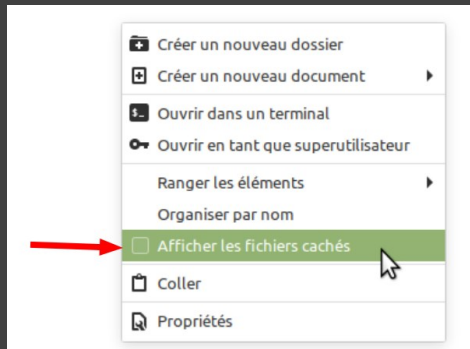 Créer un nouveau dossier
Créer un nouveau document
Ouvrir dans un terminal
Ouvrir en tant que superutilisateur
Ranger les éléments
Organiser par nom
Afficher les fichiers cachés
Coller
Propriétés